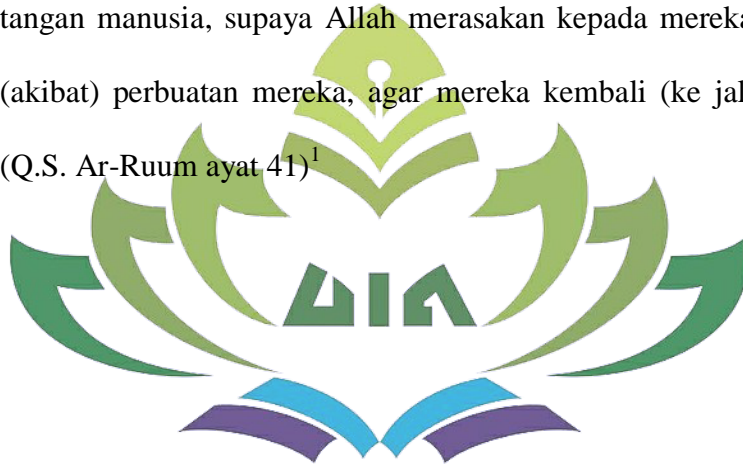 tangan manusia, supaya Allah merasakan kepada mereka
(akibat) perbuatan mereka, agar mereka kembali (ke jal
(Q.S. Ar-Ruum ayat 41)1
UIN